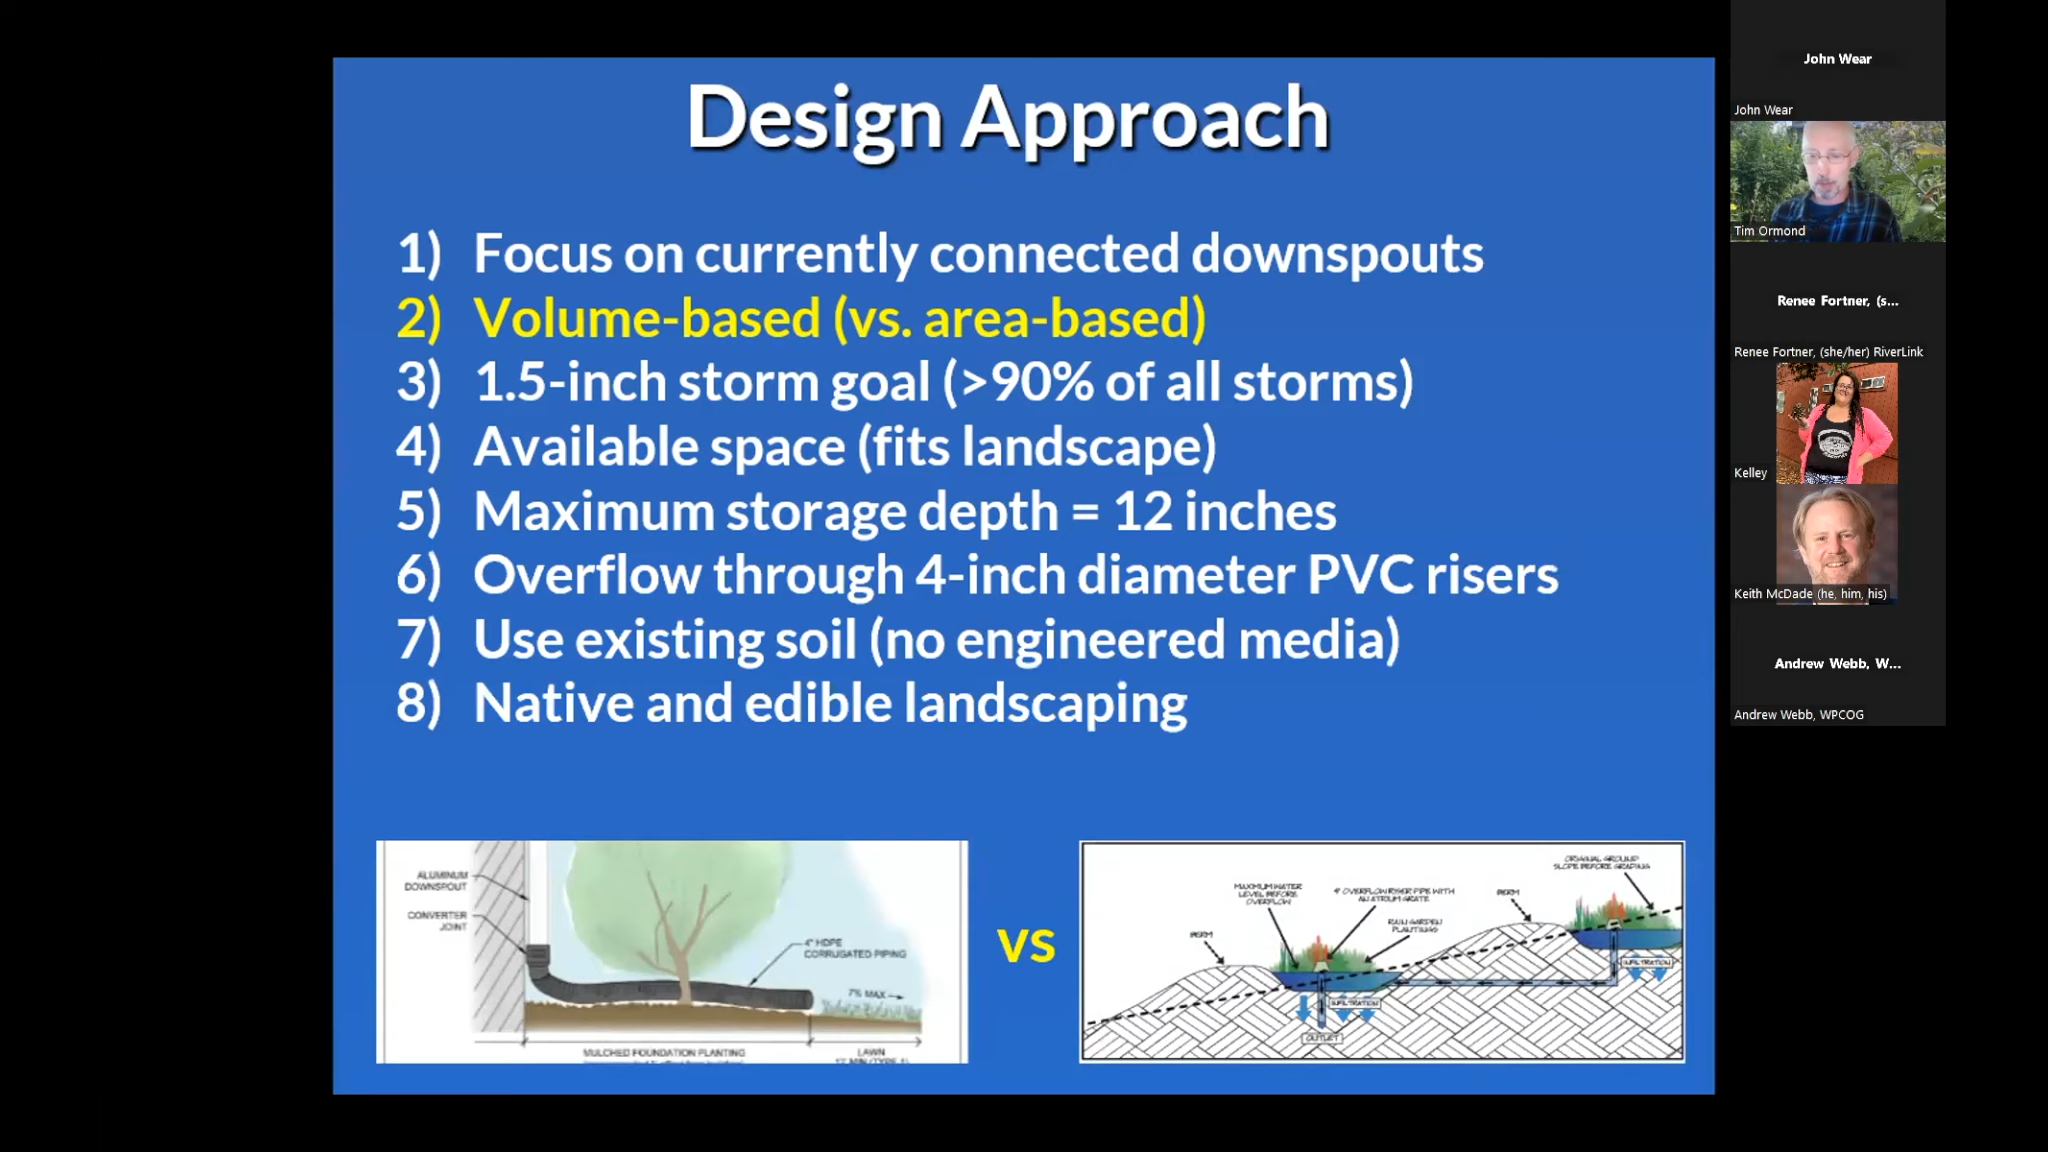 Design Approach
1) Focus on currently connected downspouts
2) Volume-based (vs. area-based)
3) 1.5-inch storm goal (>90% of all storms)
4) Available space (fits landscape)
5) Maximum storage depth = 12 inches
6) Overflow through 4-inch diameter PVC risers
7) Use existing soil (no engineered media)
8) Native and edible landscaping
ALUMINUM
DOWNSPOUT
CONVERTER
JOINT
4" HDPE
CORRUGATED PIPING
7% MAX
MULCHED FOUNDATION PLANTING
LAWN
VS
ORIGINAL GROUND
SLOPE BEFORE GRADING
MAXIMUM WATER
LEVEL BEFORE
OVERFLOW
4" OVERFLOW RISER PIPE WITH
AN ATRIUM GRATE
BERM
RAIN GARDEN
PLANTINGS
BERM
INFILTRATION
INFILTRATION
OUTLET
John Wear
John Wear
Tim Ormond
Renee Fortner, (s...
Renee Fortner, (she/her) RiverLink
Kelley
Keith McDade (he, him, his)
Andrew Webb, W...
Andrew Webb, WPCOG